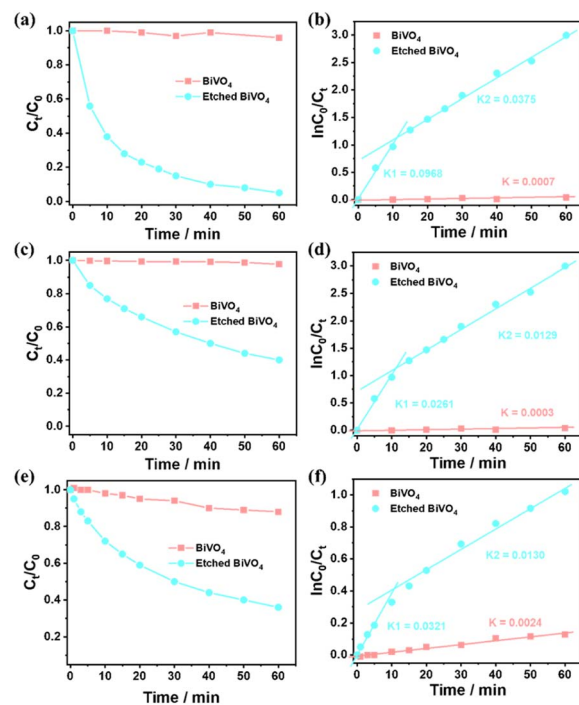 (a)
1.0
0.8
0.6
0.4
0.2
0.0
Ct/C0
BiVO4
Etched BiVO4
0 10 20 30 40 50 60
Time / min
(b)
3.0
2.5
2.0
1.5
1.0
0.5
0.0
lnC0/Ct
BiVO4
Etched BiVO4
K2 = 0.0375
K1 = 0.0968
K = 0.0007
0 10 20 30 40 50 60
Time / min
(c)
1.0
0.8
0.6
0.4
0.2
0.0
Ct/C0
BiVO4
Etched BiVO4
0 10 20 30 40 50 60
Time / min
(d)
3.0
2.5
2.0
1.5
1.0
0.5
0.0
lnC0/Ct
BiVO4
Etched BiVO4
K2 = 0.0129
K1 = 0.0261
K = 0.0003
0 10 20 30 40 50 60
Time / min
(e)
1.0
0.8
0.6
0.4
0.2
Ct/C0
BiVO4
Etched BiVO4
0 10 20 30 40 50 60
Time / min
(f)
1.0
0.8
0.6
0.4
0.2
0.0
lnC0/Ct
BiVO4
Etched BiVO4
K2 = 0.0130
K1 = 0.0321
K = 0.0024
0 10 20 30 40 50 60
Time / min